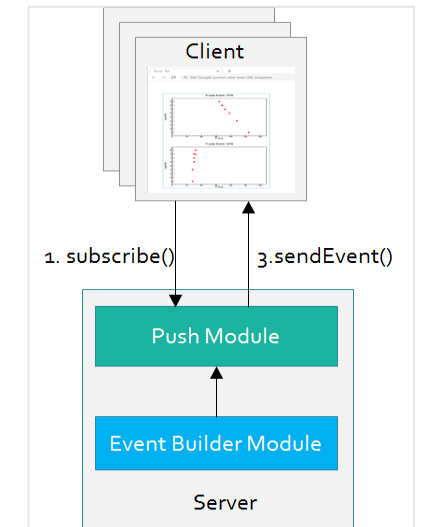 Client
1. subscribe()
3.sendEvent()
Push Module
Event Builder Module
Server